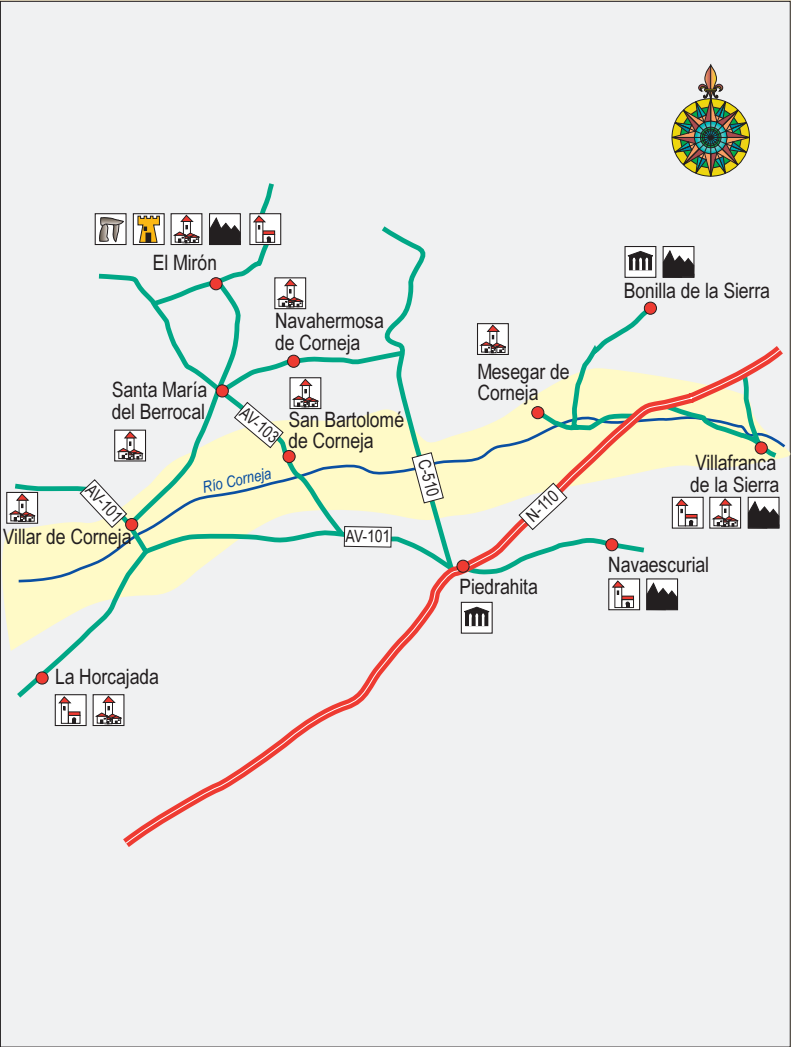 El Mirón
Bonilla de la Sierra
Navahermosa
de Corneja
Mesegar de
Corneja
Santa María
del Berrocal
AV-103
San Bartolomé
de Corneja
Villafranca
de la Sierra
C-510
Río Corneja
AV-101
N-110
Villar de Corneja
AV-101
Navaescurial
Piedrahita
La Horcajada